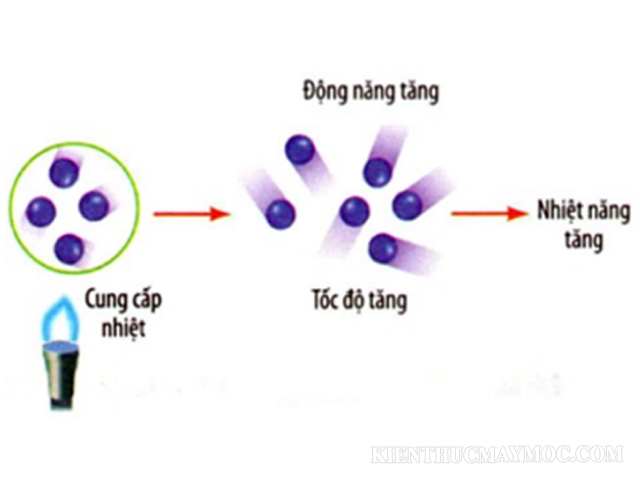 Động năng tăng
Nhiệt năng
tăng
Cung cấp
nhiệt
Tốc độ tăng
KIENTHUCMAYMOC.COM